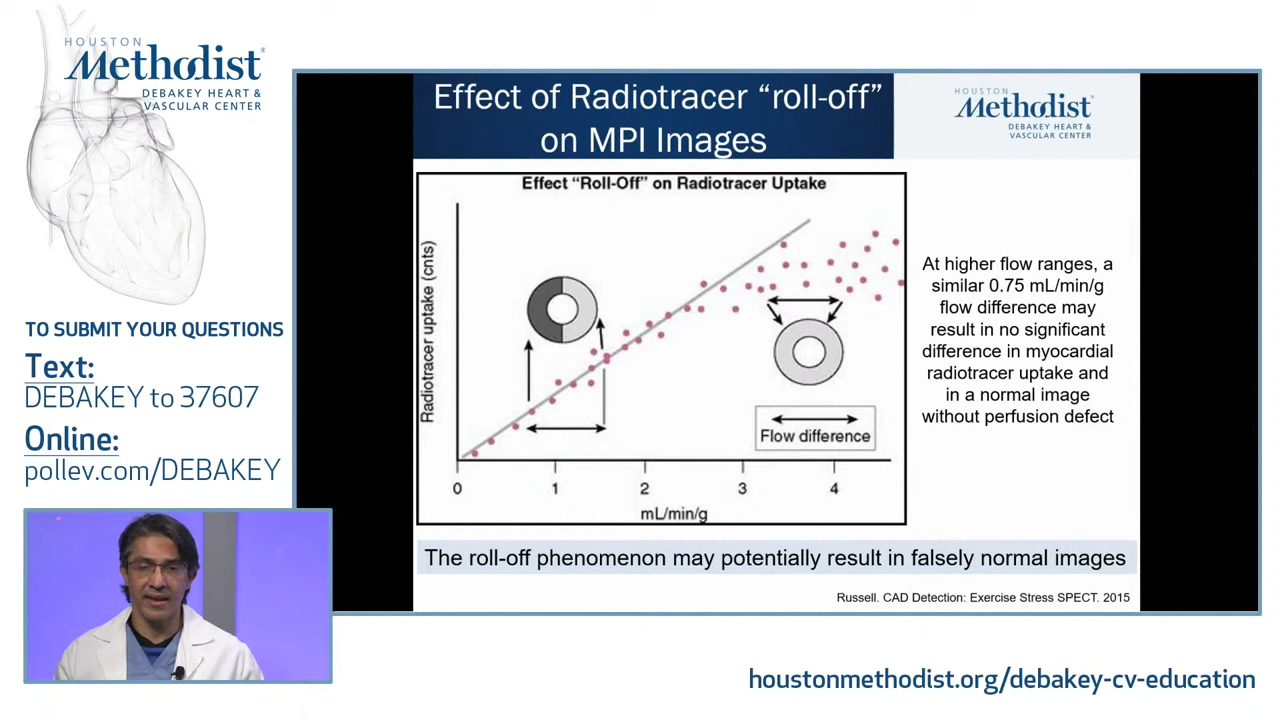 HOUSTON
Methodist®
DEBAKEY HEART &
VASCULAR CENTER
TO SUBMIT YOUR QUESTIONS
Text:
DEBAKEY to 37607
Online:
pollev.com/DEBAKEY
Effect of Radiotracer “roll-off”
on MPI Images
HOUSTON
Methodist®
DEBAKEY HEART &
VASCULAR CENTER
Effect “Roll-Off” on Radiotracer Uptake
Radiotracer uptake (cnts)
Flow difference
0 1 2 3 4
mL/min/g
At higher flow ranges, a
similar 0.75 mL/min/g
flow difference may
result in no significant
difference in myocardial
radiotracer uptake and
in a normal image
without perfusion defect
The roll-off phenomenon may potentially result in falsely normal images
Russell. CAD Detection: Exercise Stress SPECT. 2015
houstonmethodist.org/debakey-cv-education